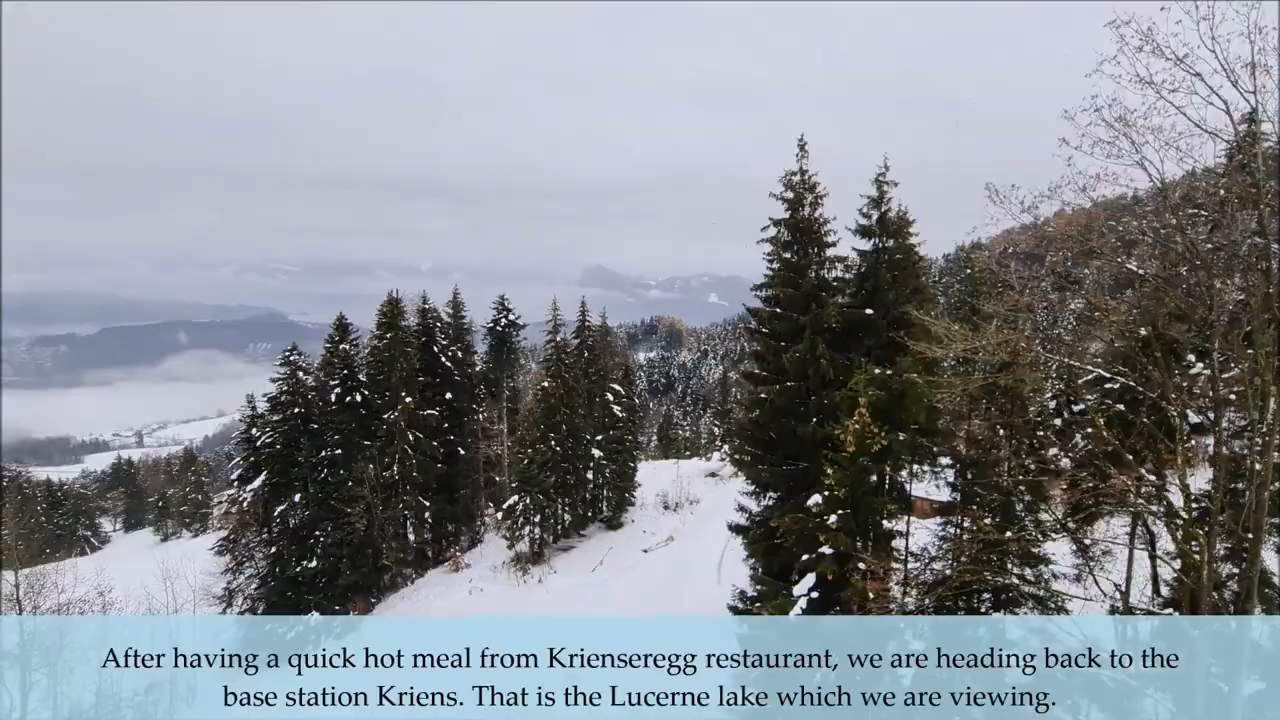 After having a quick hot meal from Krienseregg restaurant, we are heading back to the
base station Kriens. That is the Lucerne lake which we are viewing.